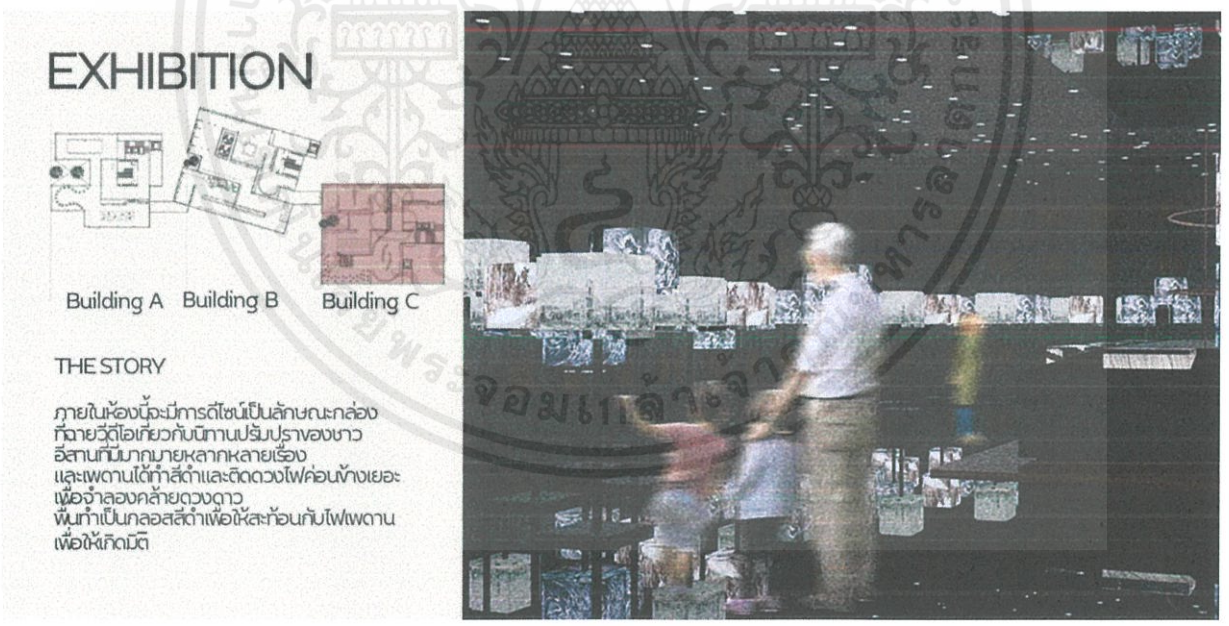 EXHIBITION
Building A Building B Building C
THE STORY
ภายในห้องนี้จะมีการดีไซน์เป็นลักษณะกล่อง
ที่ฉายวีดีโอเกี่ยวกับนิทานปรัมปราของชาว
อีสานที่มีมากมายหลากหลายเรื่อง
และเพดานได้ทำสีดำและติดดวงไฟค่อนข้างเยอะ
เพื่อจำลองคล้ายดวงดาว
พื้นทำเป็นกลอสสีดำเพื่อให้สะท้อนกับไฟเพดาน
เพื่อให้เกิดมิติ